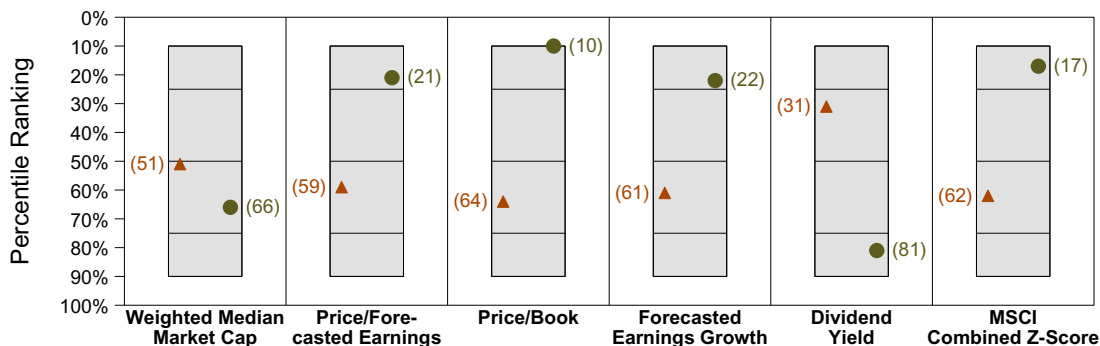 Percentile Ranking
0%
10%
20%
30%
40%
50%
60%
70%
80%
90%
100%
(51)
(66)
(21)
(59)
(10)
(64)
(22)
(61)
(31)
(81)
(17)
(62)
Weighted Median
Market Cap
Price/Fore-
casted Earnings
Price/Book
Forecasted
Earnings Growth
Dividend
Yield
MSCI
Combined Z-Score